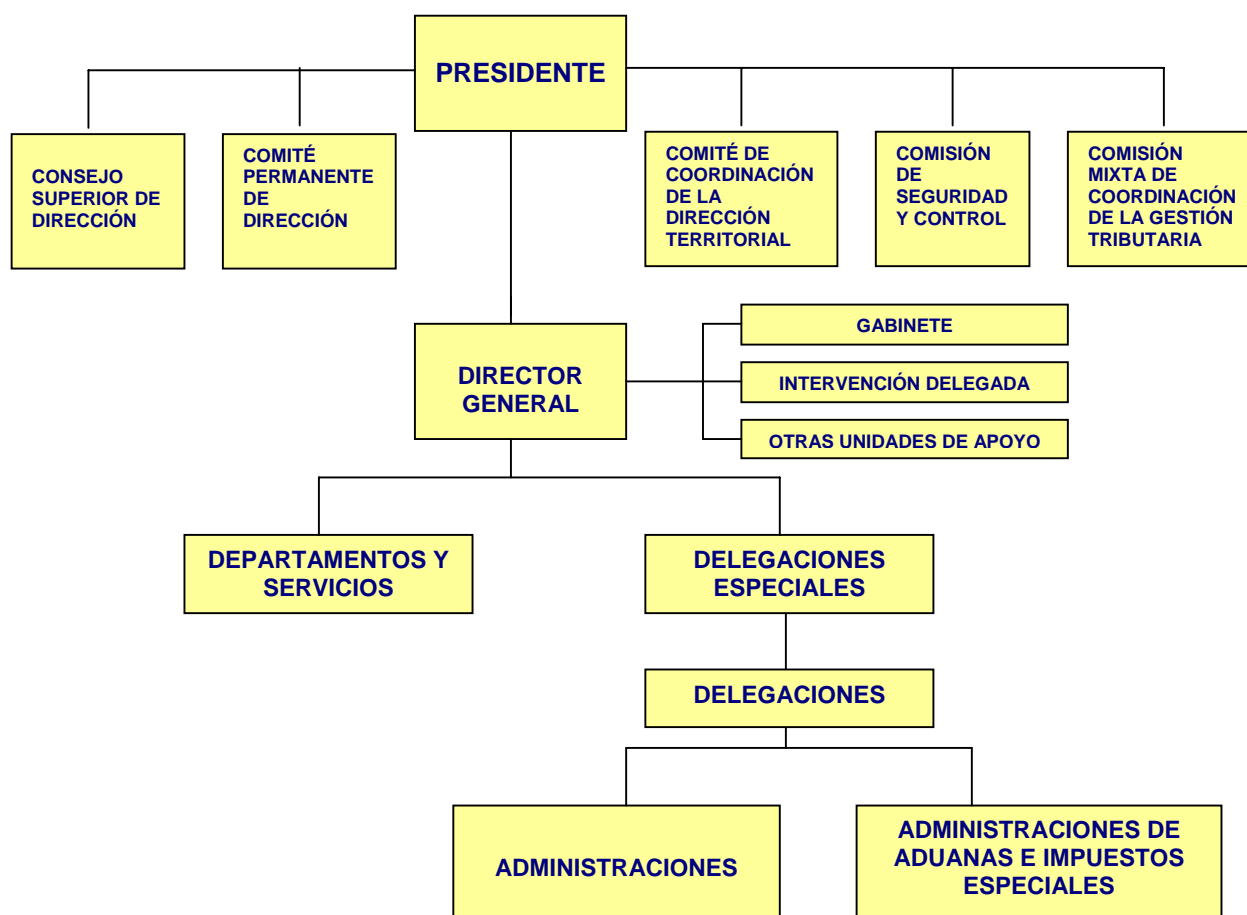 PRESIDENTE
CONSEJO
SUPERIOR DE
DIRECCIÓN
COMITÉ
PERMANENTE
DE
DIRECCIÓN
COMITÉ DE
COORDINACIÓN
DE LA
DIRECCIÓN
TERRITORIAL
COMISIÓN
DE
SEGURIDAD
Y CONTROL
COMISIÓN
MIXTA DE
COORDINACIÓN
DE LA GESTIÓN
TRIBUTARIA
DIRECTOR
GENERAL
GABINETE
INTERVENCIÓN DELEGADA
OTRAS UNIDADES DE APOYO
DEPARTAMENTOS Y
SERVICIOS
DELEGACIONES
ESPECIALES
DELEGACIONES
ADMINISTRACIONES
ADMINISTRACIONES DE
ADUANAS E IMPUESTOS
ESPECIALES